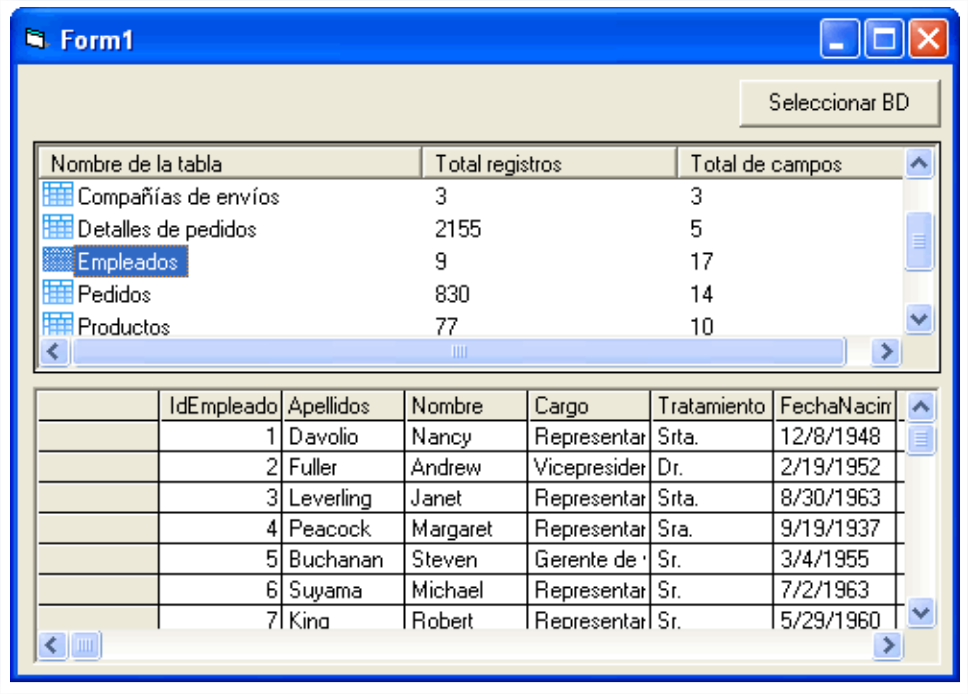 Form1
Seleccionar BD
Nombre de la tabla Total registros Total de campos
Compañías de envíos 3 3
Detalles de pedidos 2155 5
Empleados 9 17
Pedidos 830 14
Productos 77 10
IdEmpleado Apellidos Nombre Cargo Tratamiento FechaNacim
1 Davolio Nancy Representar Srta. 12/8/1948
2 Fuller Andrew Vicepresider Dr. 2/19/1952
3 Leverling Janet Representar Srta. 8/30/1963
4 Peacock Margaret Representar Sra. 9/19/1937
5 Buchanan Steven Gerente de Sr. 3/4/1955
6 Suyama Michael Representar Sr. 7/2/1963
7 King Robert Representar Sr. 5/29/1960